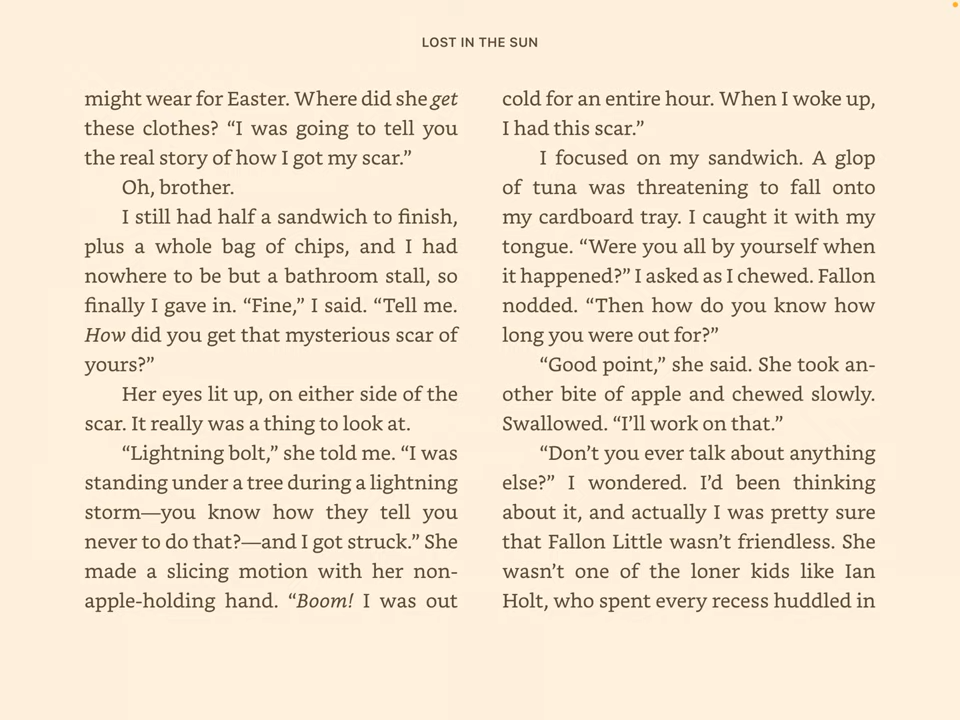 LOST IN THE SUN
might wear for Easter. Where did she get
these clothes? “I was going to tell you
the real story of how I got my scar.”
Oh, brother.
I still had half a sandwich to finish,
plus a whole bag of chips, and I had
nowhere to be but a bathroom stall, so
finally I gave in. “Fine,” I said. “Tell me.
How did you get that mysterious scar of
yours?”
Her eyes lit up, on either side of the
scar. It really was a thing to look at.
“Lightning bolt,” she told me. “I was
standing under a tree during a lightning
storm—you know how they tell you
never to do that?—and I got struck.” She
made a slicing motion with her non-
apple-holding hand. “Boom! I was out
cold for an entire hour. When I woke up,
I had this scar.”
I focused on my sandwich. A glop
of tuna was threatening to fall onto
my cardboard tray. I caught it with my
tongue. “Were you all by yourself when
it happened?” I asked as I chewed. Fallon
nodded. “Then how do you know how
long you were out for?”
“Good point,” she said. She took an-
other bite of apple and chewed slowly.
Swallowed. “I’ll work on that.”
“Don’t you ever talk about anything
else?” I wondered. I’d been thinking
about it, and actually I was pretty sure
that Fallon Little wasn’t friendless. She
wasn’t one of the loner kids like Ian
Holt, who spent every recess huddled in